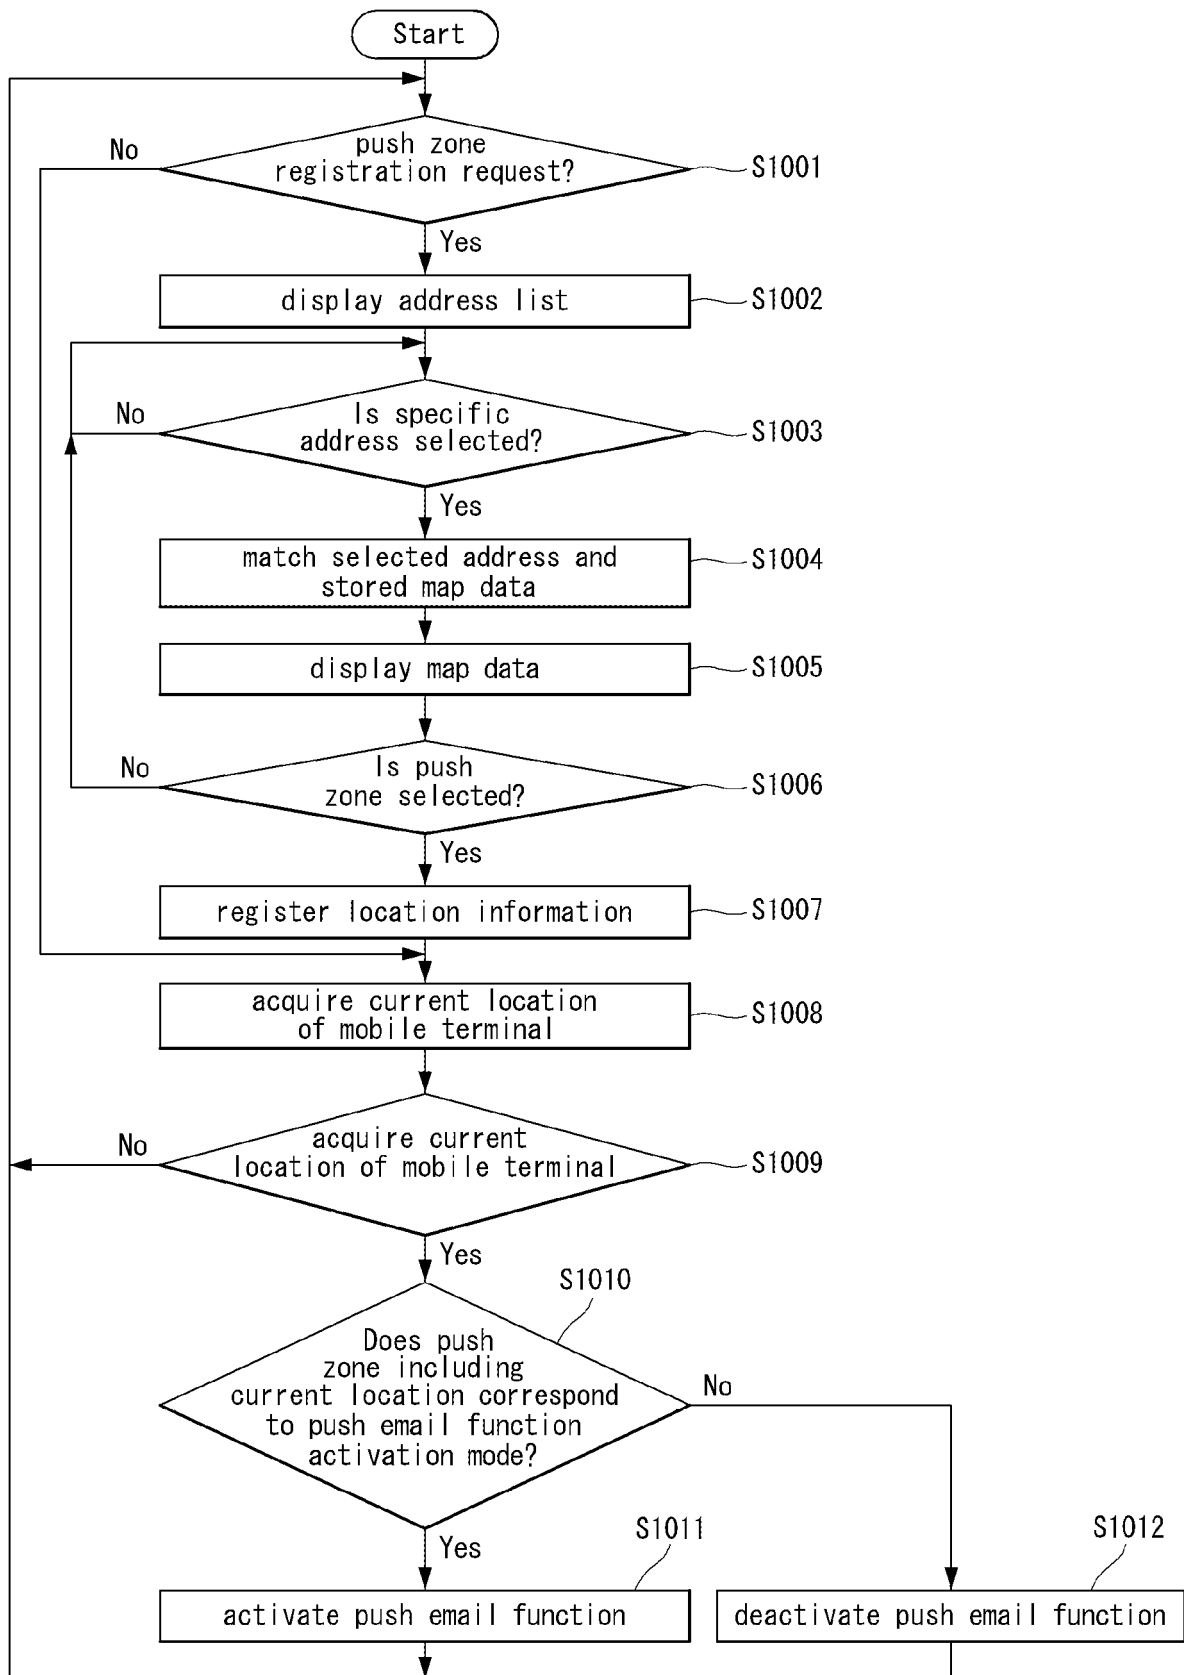 Start
push zone
registration request?
No
S1001
Yes
display address list
S1002
No
Is specific
address selected?
S1003
Yes
match selected address and
stored map data
S1004
display map data
S1005
No
Is push
zone selected?
S1006
Yes
register location information
S1007
acquire current location
of mobile terminal
S1008
No
acquire current
location of mobile terminal
S1009
Yes
S1010
Does push
zone including
current location correspond
to push email function
activation mode?
No
Yes
S1011
S1012
activate push email function
deactivate push email function